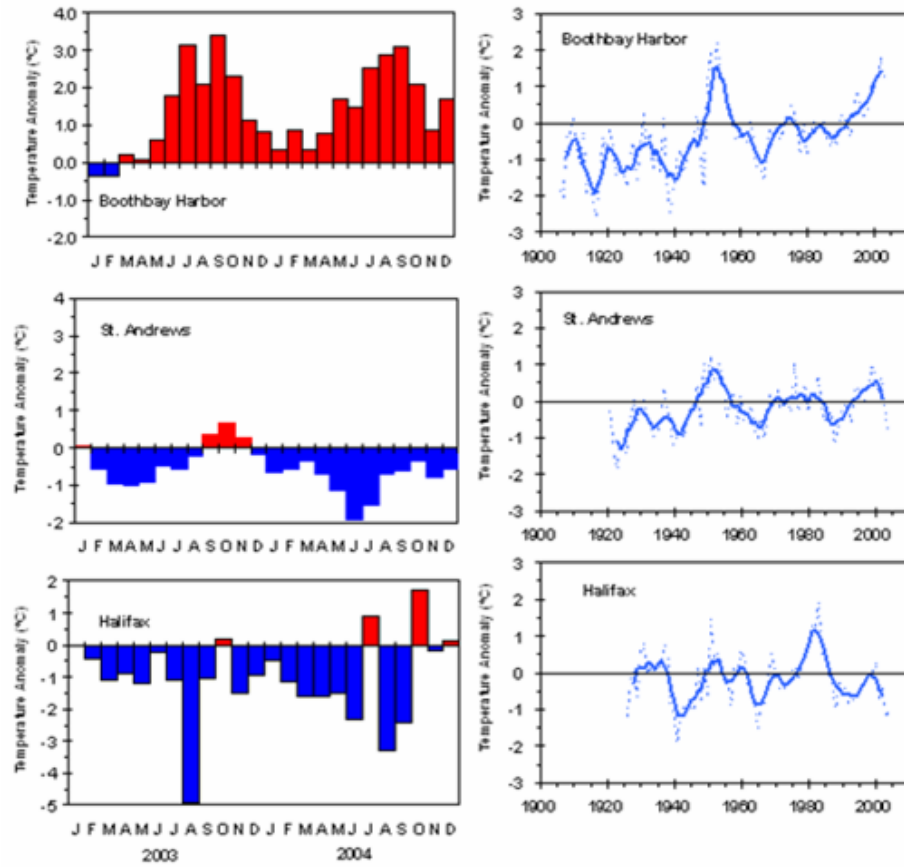 Temperature Anomaly (°C)
4.0
3.0
2.0
1.0
0.0
-1.0
-2.0
Boothbay Harbor
J F M A M J J A S O N D J F M A M J J A S O N D
Temperature Anomaly (°C)
3
2
1
0
-1
-2
-3
Boothbay Harbor
1900 1920 1940 1960 1980 2000
Temperature Anomaly (°C)
4
3
2
1
0
-1
-2
St. Andrews
J F M A M J J A S O N D J F M A M J J A S O N D
Temperature Anomaly (°C)
3
2
1
0
-1
-2
-3
St. Andrews
1900 1920 1940 1960 1980 2000
Temperature Anomaly (°C)
2
1
0
-1
-2
-3
-4
-5
Halifax
J F M A M J J A S O N D J F M A M J J A S O N D
2003 2004
Temperature Anomaly (°C)
3
2
1
0
-1
-2
-3
Halifax
1900 1920 1940 1960 1980 2000